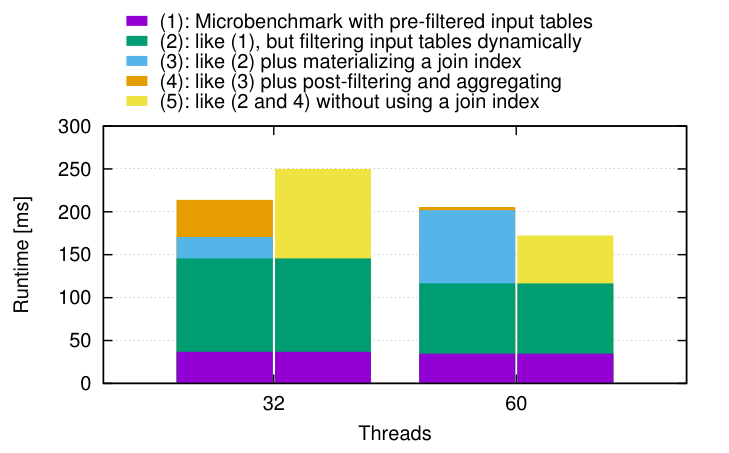 (1): Microbenchmark with pre-filtered input tables
(2): like (1), but filtering input tables dynamically
(3): like (2) plus materializing a join index
(4): like (3) plus post-filtering and aggregating
(5): like (2 and 4) without using a join index
300
250
200
150
100
50
0
Runtime [ms]
32
60
Threads